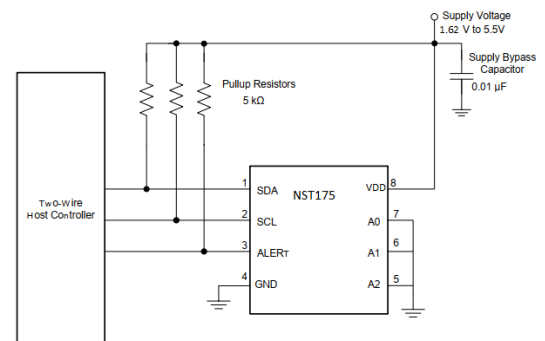 Supply Voltage
1.62 V to 5.5V
Supply Bypass
Capacitor
0.01 µF
Pullup Resistors
5 kΩ
Two-Wire
Host Controller
NST175
1 SDA
2 SCL
3 ALERT
4 GND
VDD 8
A0 7
A1 6
A2 5